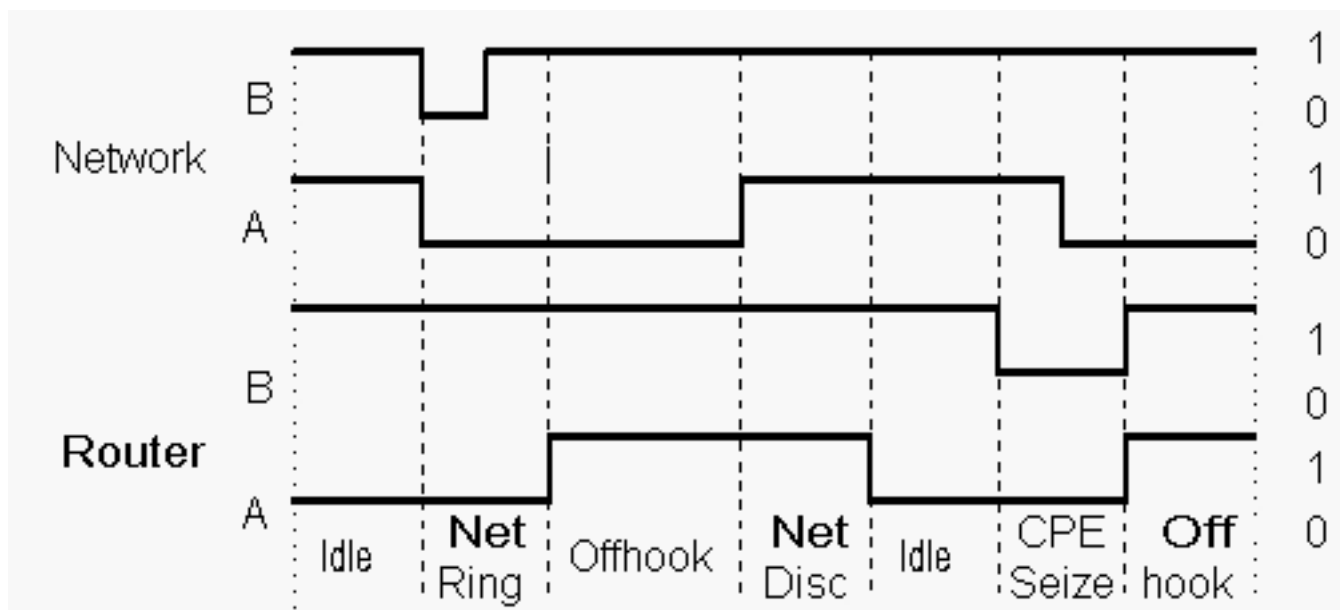 B
1
0
Network
1
A
0
1
B
0
Router
1
A
0
Idle
Net
Ring
Offhook
Net
Disc
Idle
CPE
Seize
Off
hook